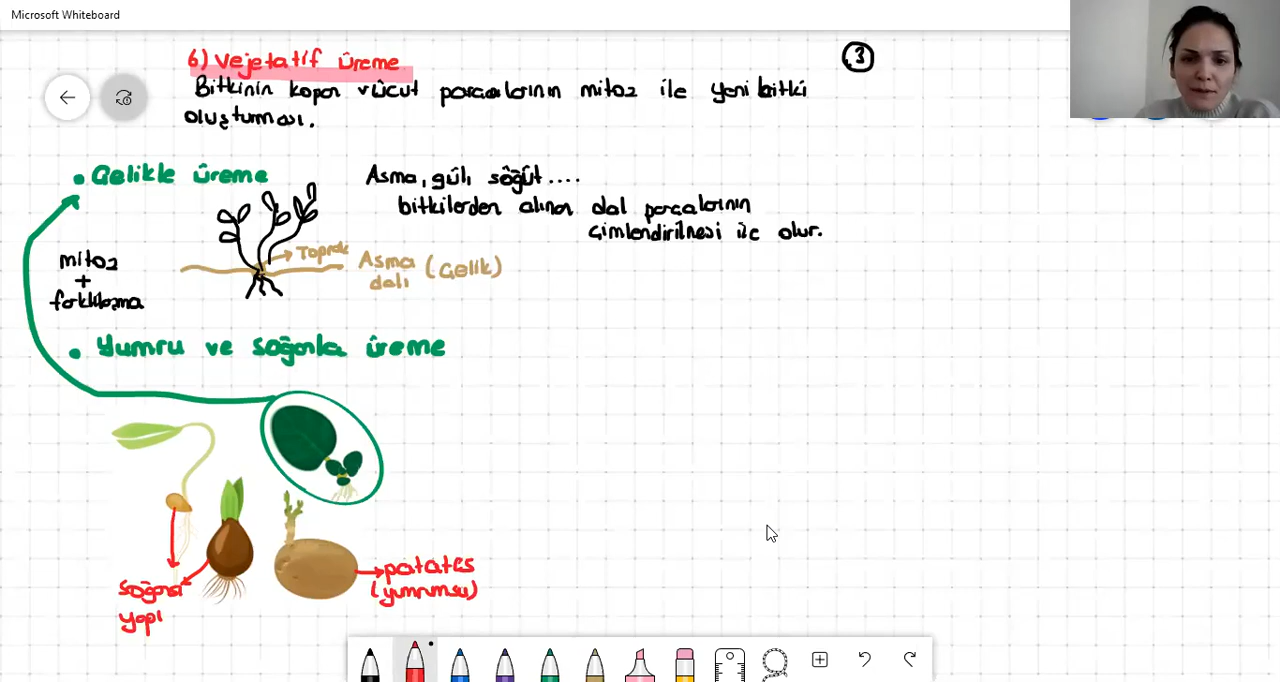 Microsoft Whiteboard
6) Vejetatif üreme
3
Bitkinin kopan vücut parçalarının mitoz ile yeni bitki
oluşturması.
• Çelikle üreme
Asma, gül, söğüt....
bitkilerden alınan dal parçalarının
çimlendirilmesi ile olur.
Toprak
Asma (çelik)
dalı
mitoz
+
farklılaşma
• Yumru ve soğanla üreme
patates
(yumrumsu)
soğansı
yapı